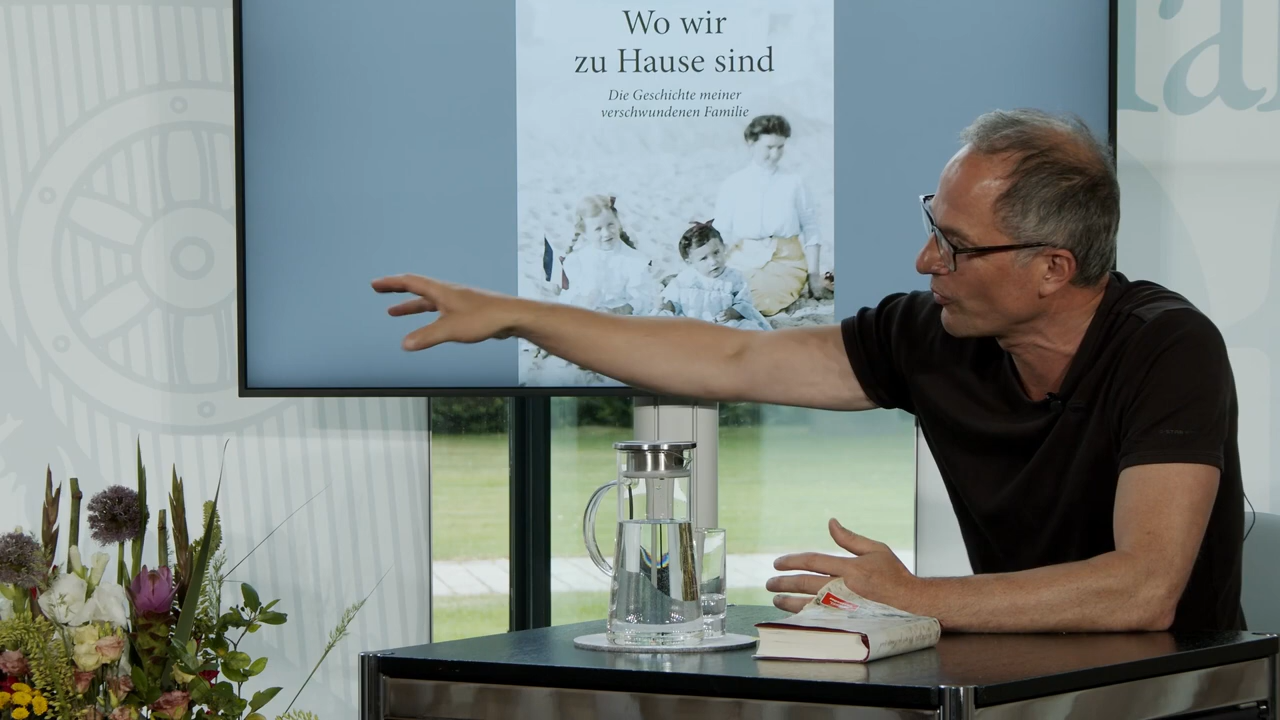 Wo wir
zu Hause sind
Die Geschichte meiner
verschwundenen Familie